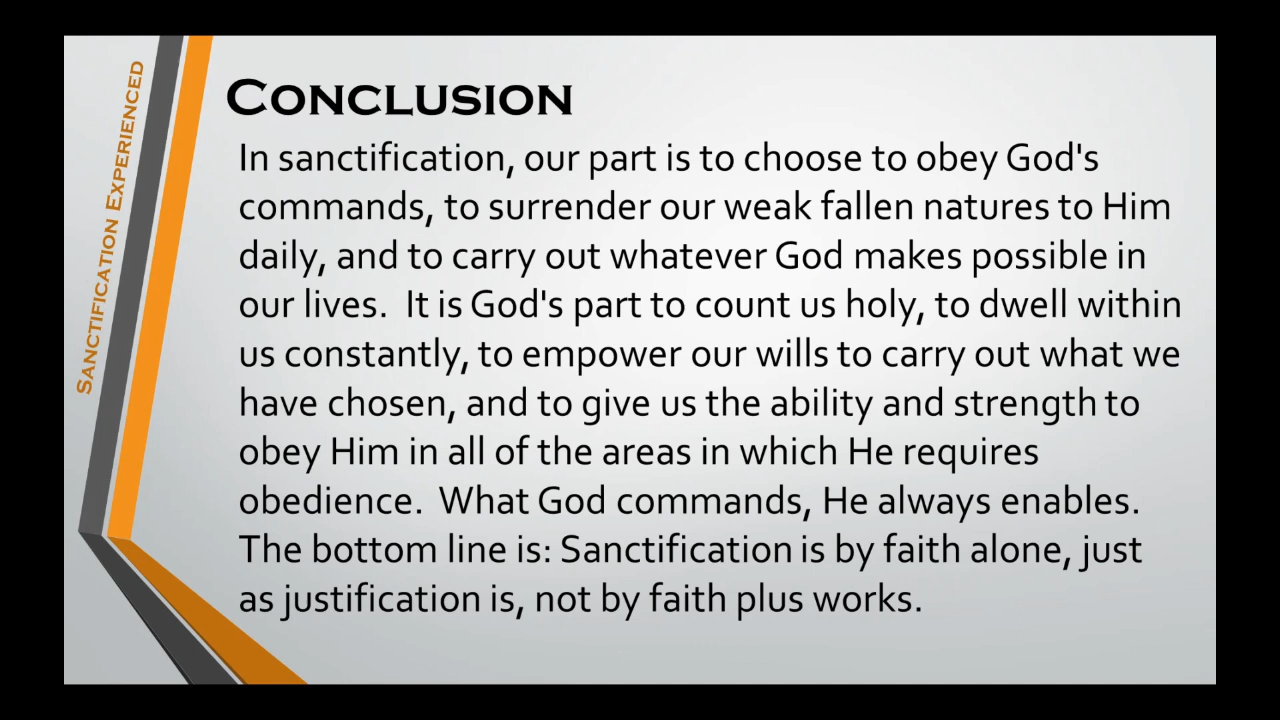 Sanctification Experienced
Conclusion
In sanctification, our part is to choose to obey God's
commands, to surrender our weak fallen natures to Him
daily, and to carry out whatever God makes possible in
our lives.  It is God's part to count us holy, to dwell within
us constantly, to empower our wills to carry out what we
have chosen, and to give us the ability and strength to
obey Him in all of the areas in which He requires
obedience.  What God commands, He always enables.
The bottom line is: Sanctification is by faith alone, just
as justification is, not by faith plus works.